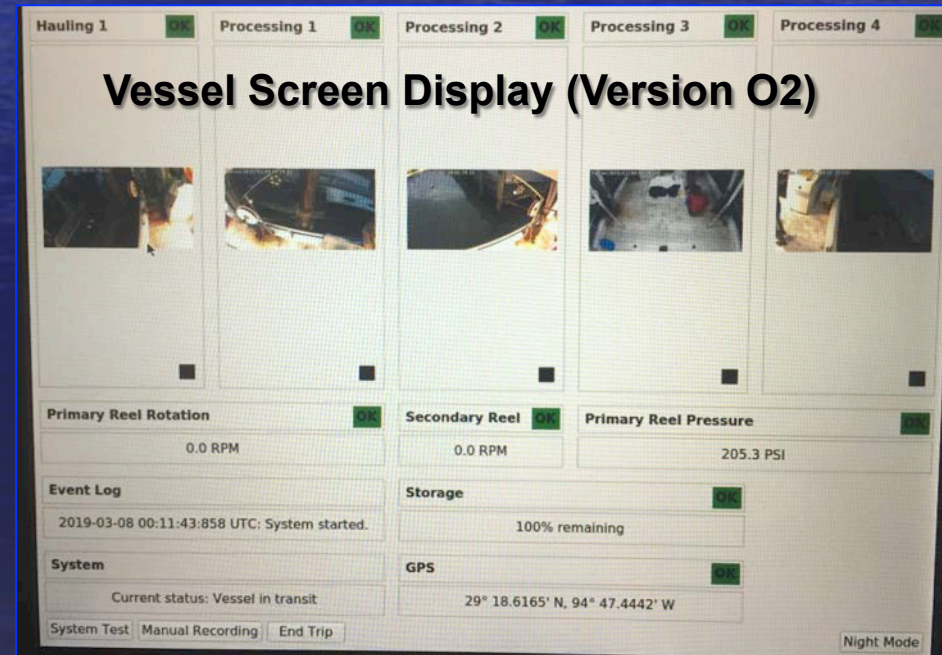 Hauling 1 OK Processing 1 OK Processing 2 OK Processing 3 OK Processing 4 OK
Vessel Screen Display (Version O2)
Primary Reel Rotation OK Secondary Reel OK Primary Reel Pressure OK
0.0 RPM 0.0 RPM 205.3 PSI
Event Log Storage OK
2019-03-08 00:11:43:858 UTC: System started. 100% remaining
System GPS OK
Current status: Vessel in transit 29° 18.6165' N, 94° 47.4442' W
System Test Manual Recording End Trip Night Mode